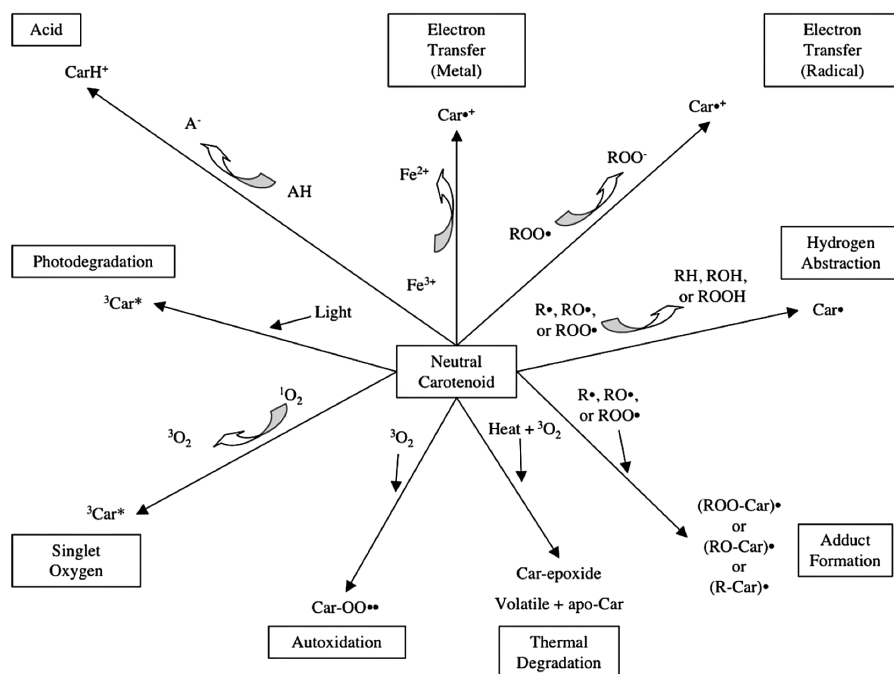 Acid
CarH⁺
A⁻
AH
Electron
Transfer
(Metal)
Car•⁺
Fe²⁺
Fe³⁺
Electron
Transfer
(Radical)
Car•⁺
ROO⁻
ROO•
Photodegradation
³Car*
Light
Hydrogen
Abstraction
RH, ROH,
or ROOH
R•, RO•,
or ROO•
Car•
Neutral
Carotenoid
¹O₂
³O₂
³Car*
Singlet
Oxygen
³O₂
Car-OO••
Autoxidation
Heat + ³O₂
Car-epoxide
Volatile + apo-Car
Thermal
Degradation
R•, RO•,
or ROO•
(ROO-Car)•
or
(RO-Car)•
or
(R-Car)•
Adduct
Formation